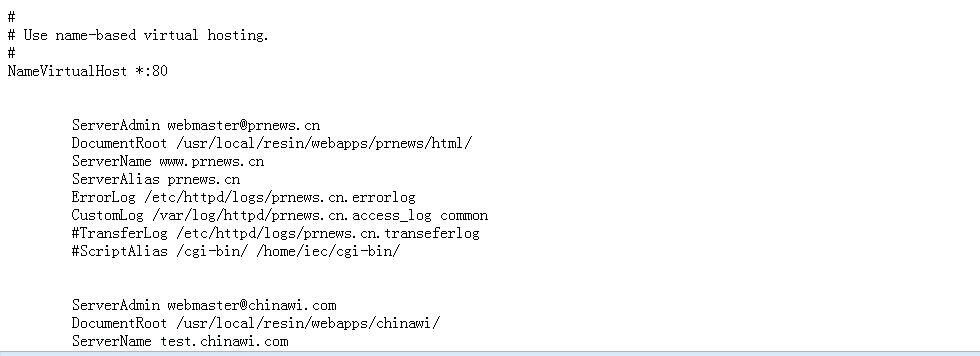 #
# Use name-based virtual hosting.
#
NameVirtualHost *:80
ServerAdmin webmaster@prnews.cn
DocumentRoot /usr/local/resin/webapps/prnews/html/
ServerName www.prnews.cn
ServerAlias prnews.cn
ErrorLog /etc/httpd/logs/prnews.cn.errorlog
CustomLog /var/log/httpd/prnews.cn.access_log common
#TransferLog /etc/httpd/logs/prnews.cn.transeferlog
#ScriptAlias /cgi-bin/ /home/iec/cgi-bin/
ServerAdmin webmaster@chinawi.com
DocumentRoot /usr/local/resin/webapps/chinawi/
ServerName test.chinawi.com